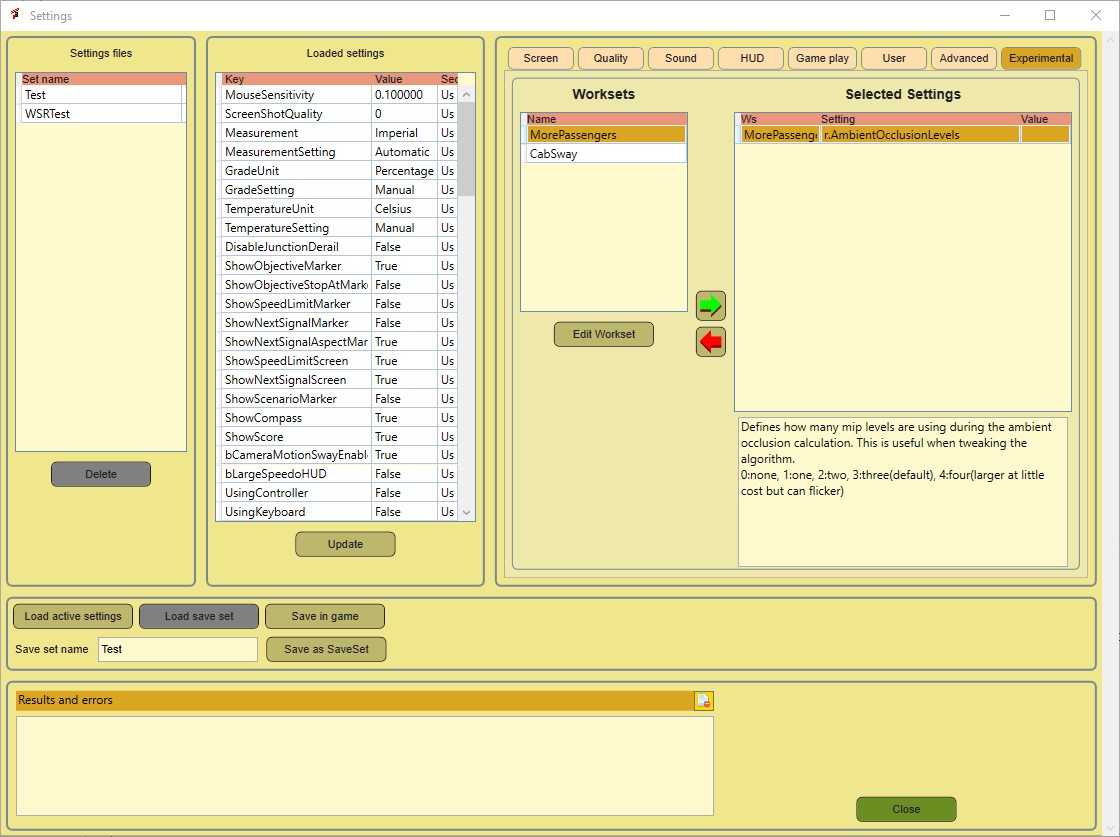 Settings
Settings files
Set name
Test
WSRTest
Delete
Loaded settings
Key Value Sec
MouseSensitivity 0.100000 Us
ScreenShotQuality 0 Us
Measurement Imperial Us
MeasurementSetting Automatic Us
GradeUnit Percentage Us
GradeSetting Manual Us
TemperatureUnit Celsius Us
TemperatureSetting Manual Us
DisableJunctionDerail False Us
ShowObjectiveMarker True Us
ShowObjectiveStopAtMark False Us
ShowSpeedLimitMarker False Us
ShowNextSignalMarker False Us
ShowNextSignalAspectMar True Us
ShowSpeedLimitScreen True Us
ShowNextSignalScreen True Us
ShowScenarioMarker False Us
ShowCompass True Us
ShowScore True Us
bCameraMotionSwayEnabl True Us
bLargeSpeedoHUD False Us
UsingController False Us
UsingKeyboard False Us
Update
Screen Quality Sound HUD Game play User Advanced Experimental
Worksets
Name
MorePassengers
CabSway
Edit Workset
Selected Settings
Ws Setting Value
MorePasseng r.AmbientOcclusionLevels
Defines how many mip levels are using during the ambient
occlusion calculation. This is useful when tweaking the
algorithm.
0:none, 1:one, 2:two, 3:three(default), 4:four(larger at little
cost but can flicker)
Load active settings Load save set Save in game
Save set name Test Save as SaveSet
Results and errors
Close